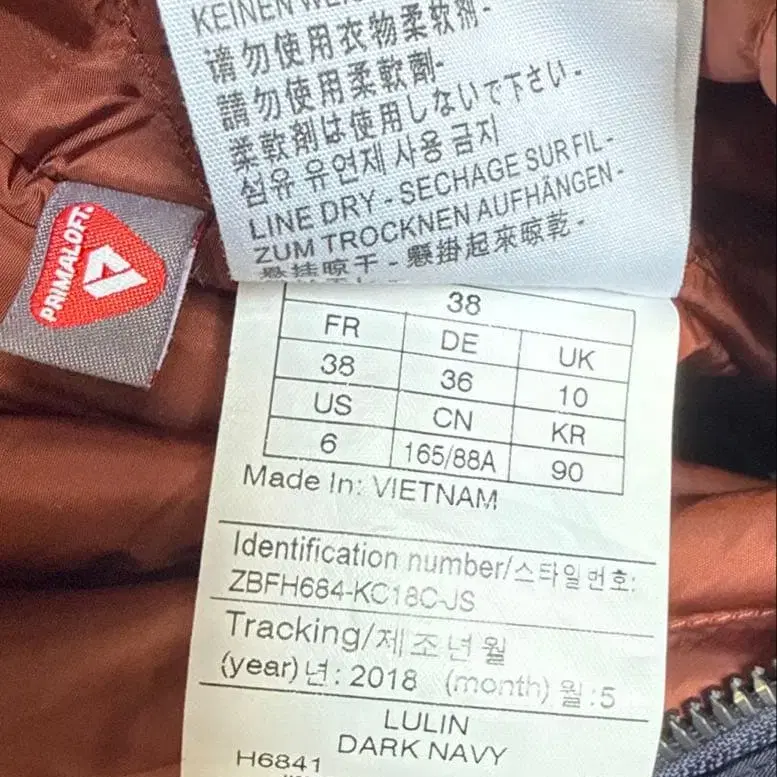 KEINEN
请勿使用衣物柔软剂-
請勿使用柔軟劑-
柔軟剤は使用しないで下さい-
섬유 유연제 사용 금지
LINE DRY - SECHAGE SUR FIL-
ZUM TROCKNEN AUFHÄNGEN-
悬挂晾干 - 懸掛起來晾乾-
PRIMALOFT
38
FR DE UK
38 36 10
US CN KR
6 165/88A 90
Made In: VIETNAM
Identification number/스타일번호:
ZBFH684-KC18C-JS
Tracking/제조년월
(year)년: 2018 (month)월:5
LULIN
DARK NAVY
H6841